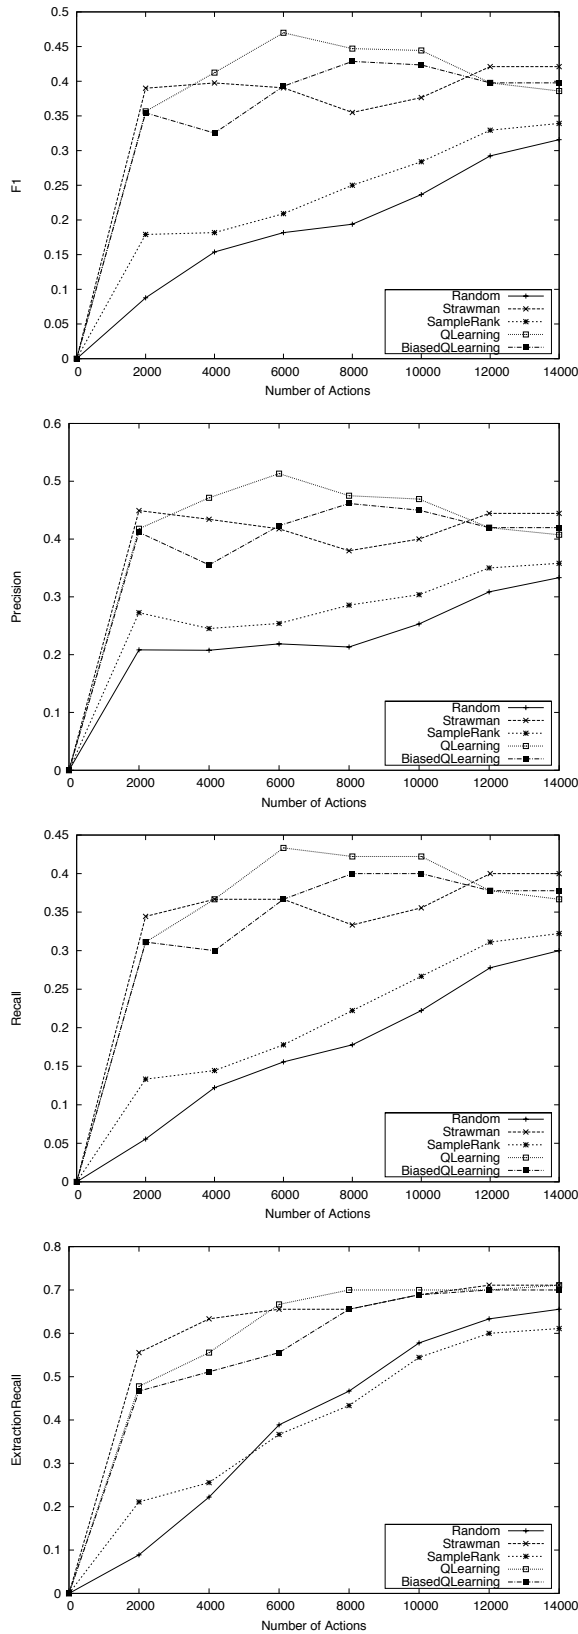 0.5
0.45
0.4
0.35
0.3
0.25
0.2
0.15
0.1
0.05
0
F1
Random
Strawman
SampleRank
QLearning
BiasedQLearning
0 2000 4000 6000 8000 10000 12000 14000
Number of Actions
0.6
0.5
0.4
0.3
0.2
0.1
0
Precision
Random
Strawman
SampleRank
QLearning
BiasedQLearning
0 2000 4000 6000 8000 10000 12000 14000
Number of Actions
0.45
0.4
0.35
0.3
0.25
0.2
0.15
0.1
0.05
0
Recall
Random
Strawman
SampleRank
QLearning
BiasedQLearning
0 2000 4000 6000 8000 10000 12000 14000
Number of Actions
0.8
0.7
0.6
0.5
0.4
0.3
0.2
0.1
0
ExtractionRecall
Random
Strawman
SampleRank
QLearning
BiasedQLearning
0 2000 4000 6000 8000 10000 12000 14000
Number of Actions